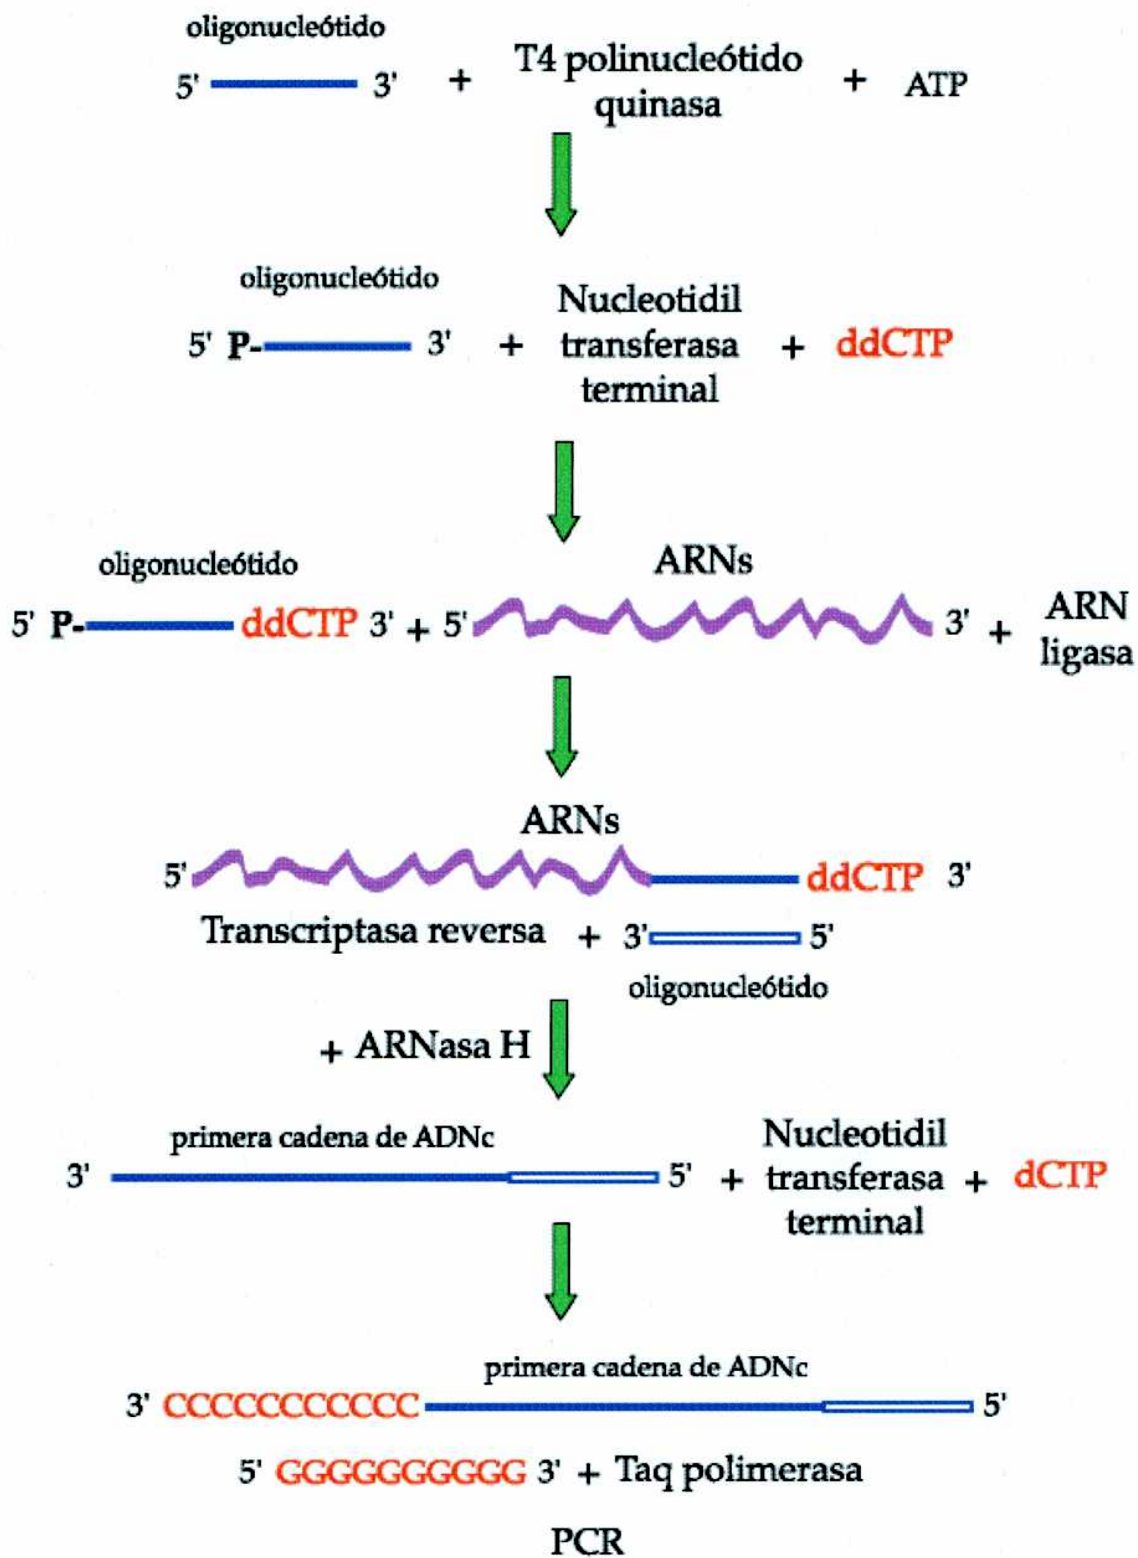 oligonucleótido
5' 3' + T4 polinucleótido quinasa + ATP
oligonucleótido
5' P- 3' + Nucleotidil transferasa terminal + ddCTP
oligonucleótido
ARNs
5' P- ddCTP 3' + 5' 3' + ARN ligasa
ARNs
5' ddCTP 3'
Transcriptasa reversa + 3' 5'
oligonucleótido
+ ARNasa H
primera cadena de ADNc
3' 5' + Nucleotidil transferasa terminal + dCTP
primera cadena de ADNc
3' CCCCCCCCCCC 5'
5' GGGGGGGGGG 3' + Taq polimerasa
PCR